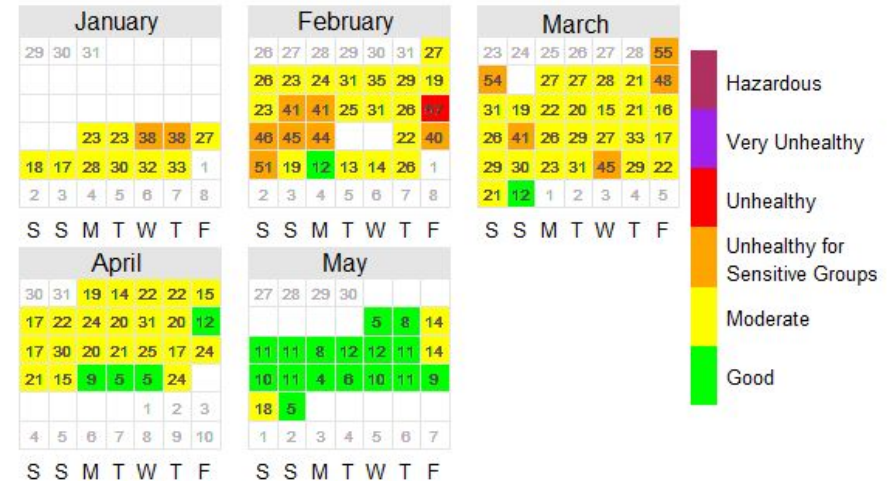 January
29 30 31
23 23 38 38 27
18 17 28 30 32 33 1
2 3 4 5 6 7 8
S S M T W T F
February
26 27 28 29 30 31 27
26 23 24 31 35 29 19
23 41 41 25 31 26 57
46 45 44 22 40
51 19 12 13 14 26 1
2 3 4 5 6 7 8
S S M T W T F
March
23 24 25 26 27 28 55
54 27 27 28 21 48
31 19 22 20 15 21 16
26 41 26 29 27 33 17
29 30 23 31 45 29 22
21 12 1 2 3 4 5
S S M T W T F
Hazardous
Very Unhealthy
Unhealthy
Unhealthy for
Sensitive Groups
Moderate
Good
April
30 31 19 14 22 22 15
17 22 24 20 31 20 12
17 30 20 21 25 17 24
21 15 9 5 5 24
1 2 3
4 5 6 7 8 9 10
S S M T W T F
May
27 28 29 30
5 8 14
11 11 8 12 12 11 14
10 11 4 6 10 11 9
18 5
1 2 3 4 5 6 7
S S M T W T F